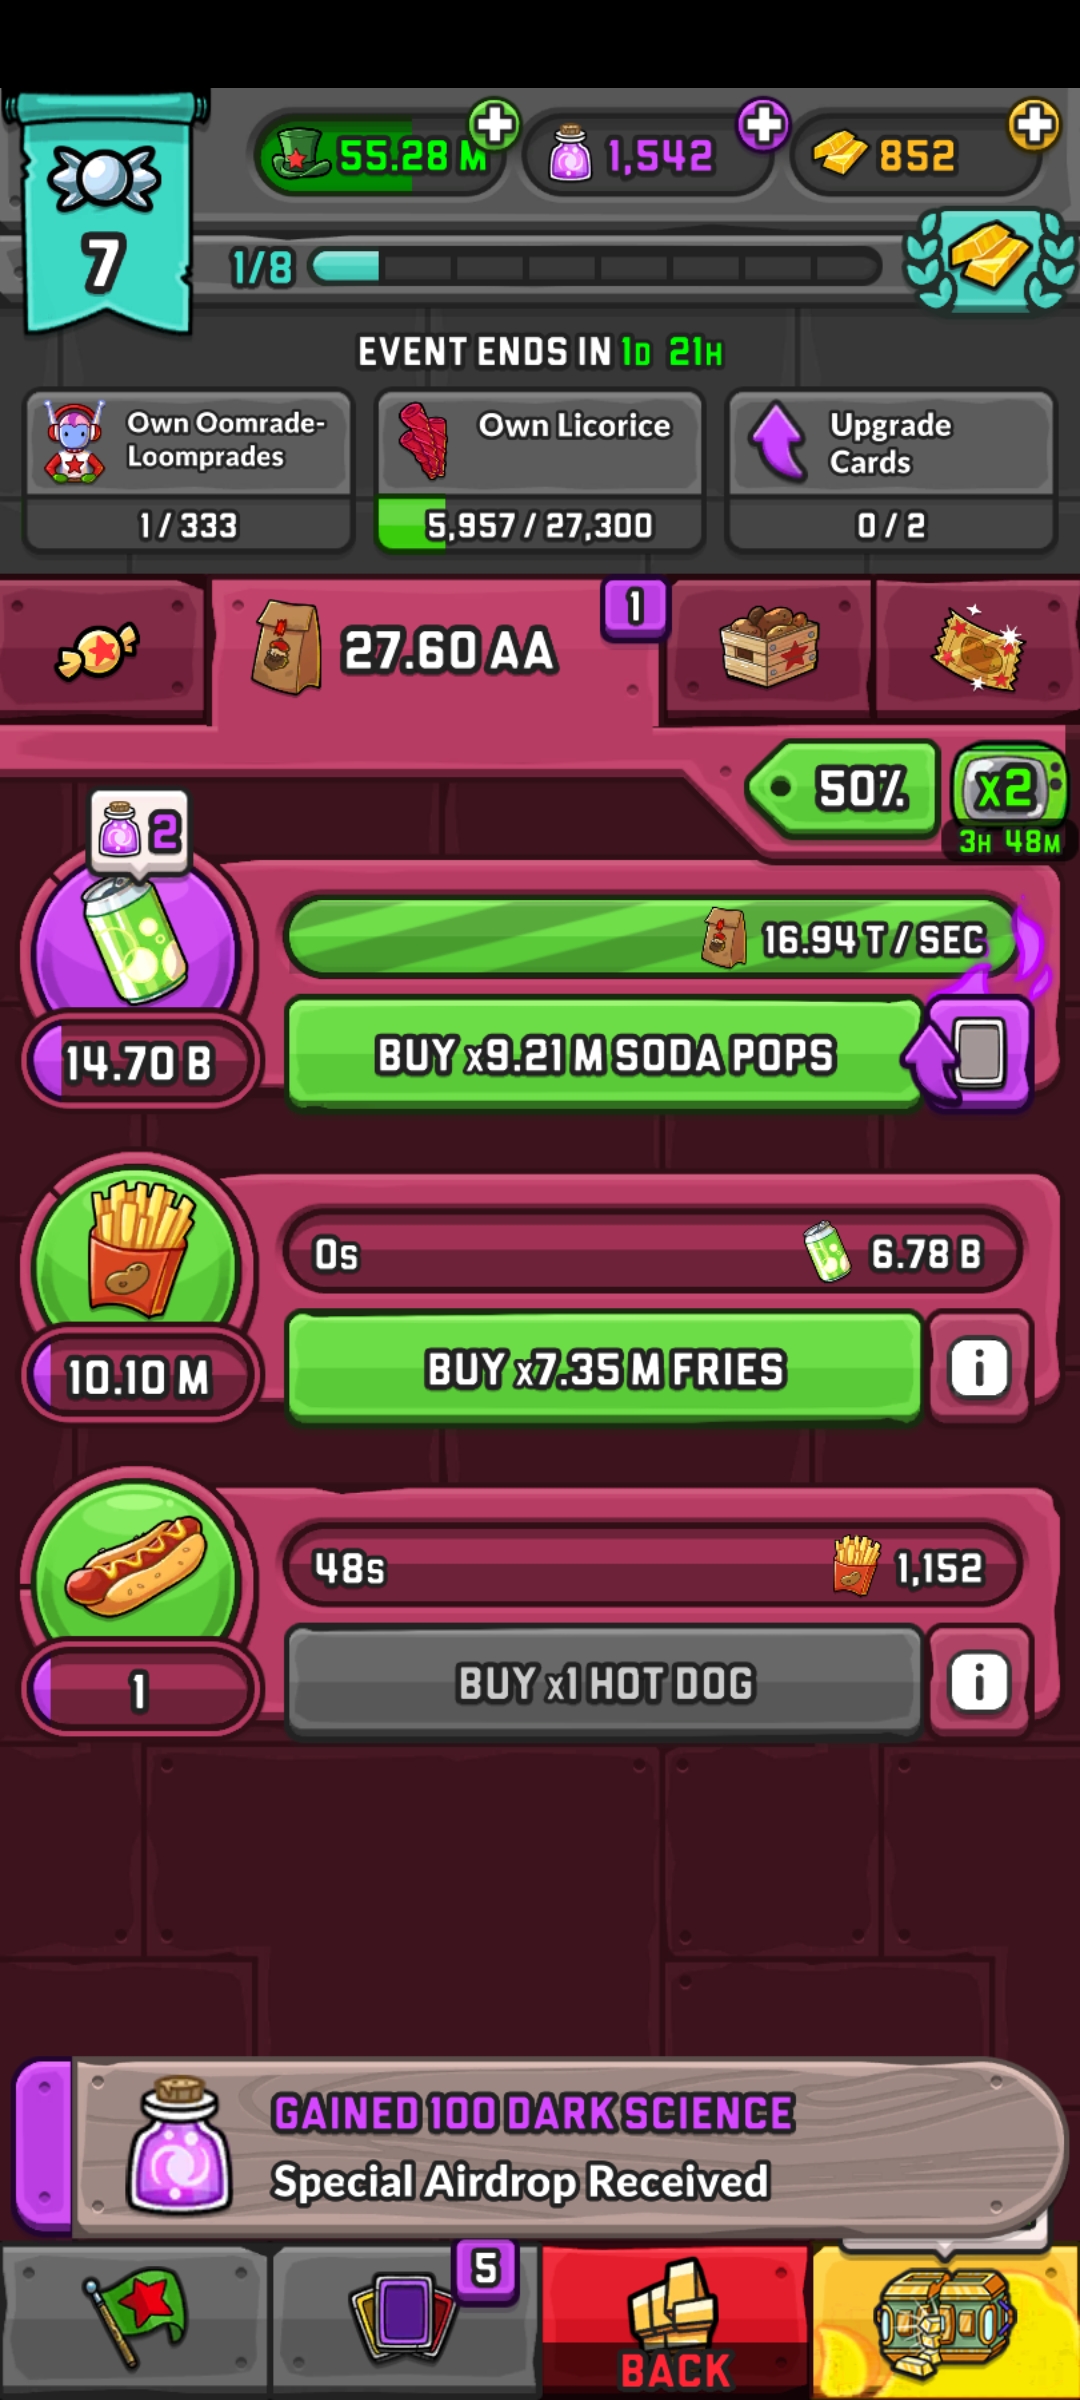 55.28 M
1,542
852
7
1/8
EVENT ENDS IN 1D 21H
Own Oomrade-
Loomprades
1 / 333
Own Licorice
5,957 / 27,300
Upgrade
Cards
0 / 2
27.60 AA
1
50%
x2
3H 48M
2
16.94 T / SEC
14.70 B
BUY x9.21 M SODA POPS
0s
6.78 B
10.10 M
BUY x7.35 M FRIES
i
48s
1,152
1
BUY x1 HOT DOG
i
GAINED 100 DARK SCIENCE
Special Airdrop Received
5
BACK